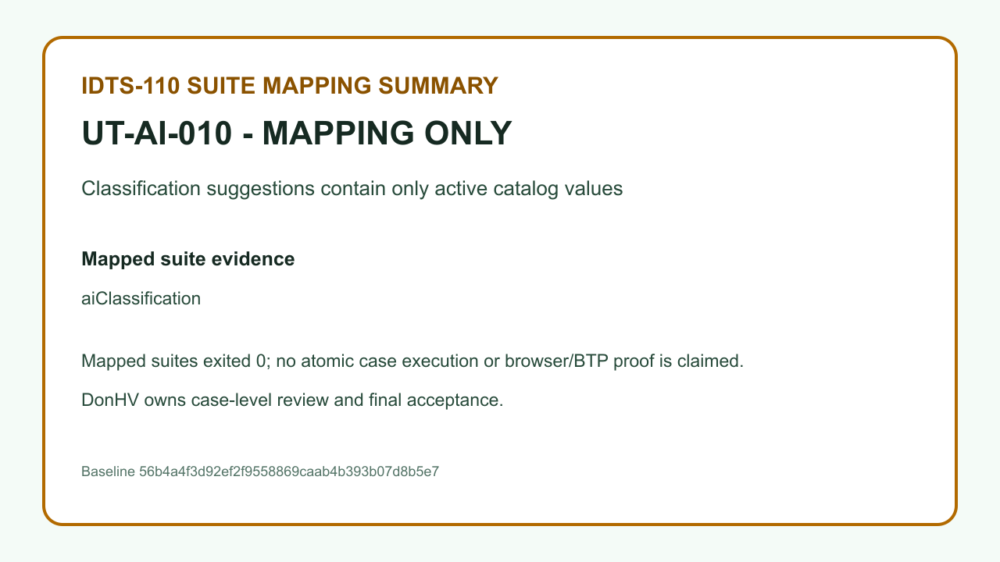 IDTS-110 SUITE MAPPING SUMMARY
UT-AI-010 - MAPPING ONLY
Classification suggestions contain only active catalog values
Mapped suite evidence
aiClassification
Mapped suites exited 0; no atomic case execution or browser/BTP proof is claimed.
DonHV owns case-level review and final acceptance.
Baseline 56b4a4f3d92ef2f9558869caab4b393b07d8b5e7